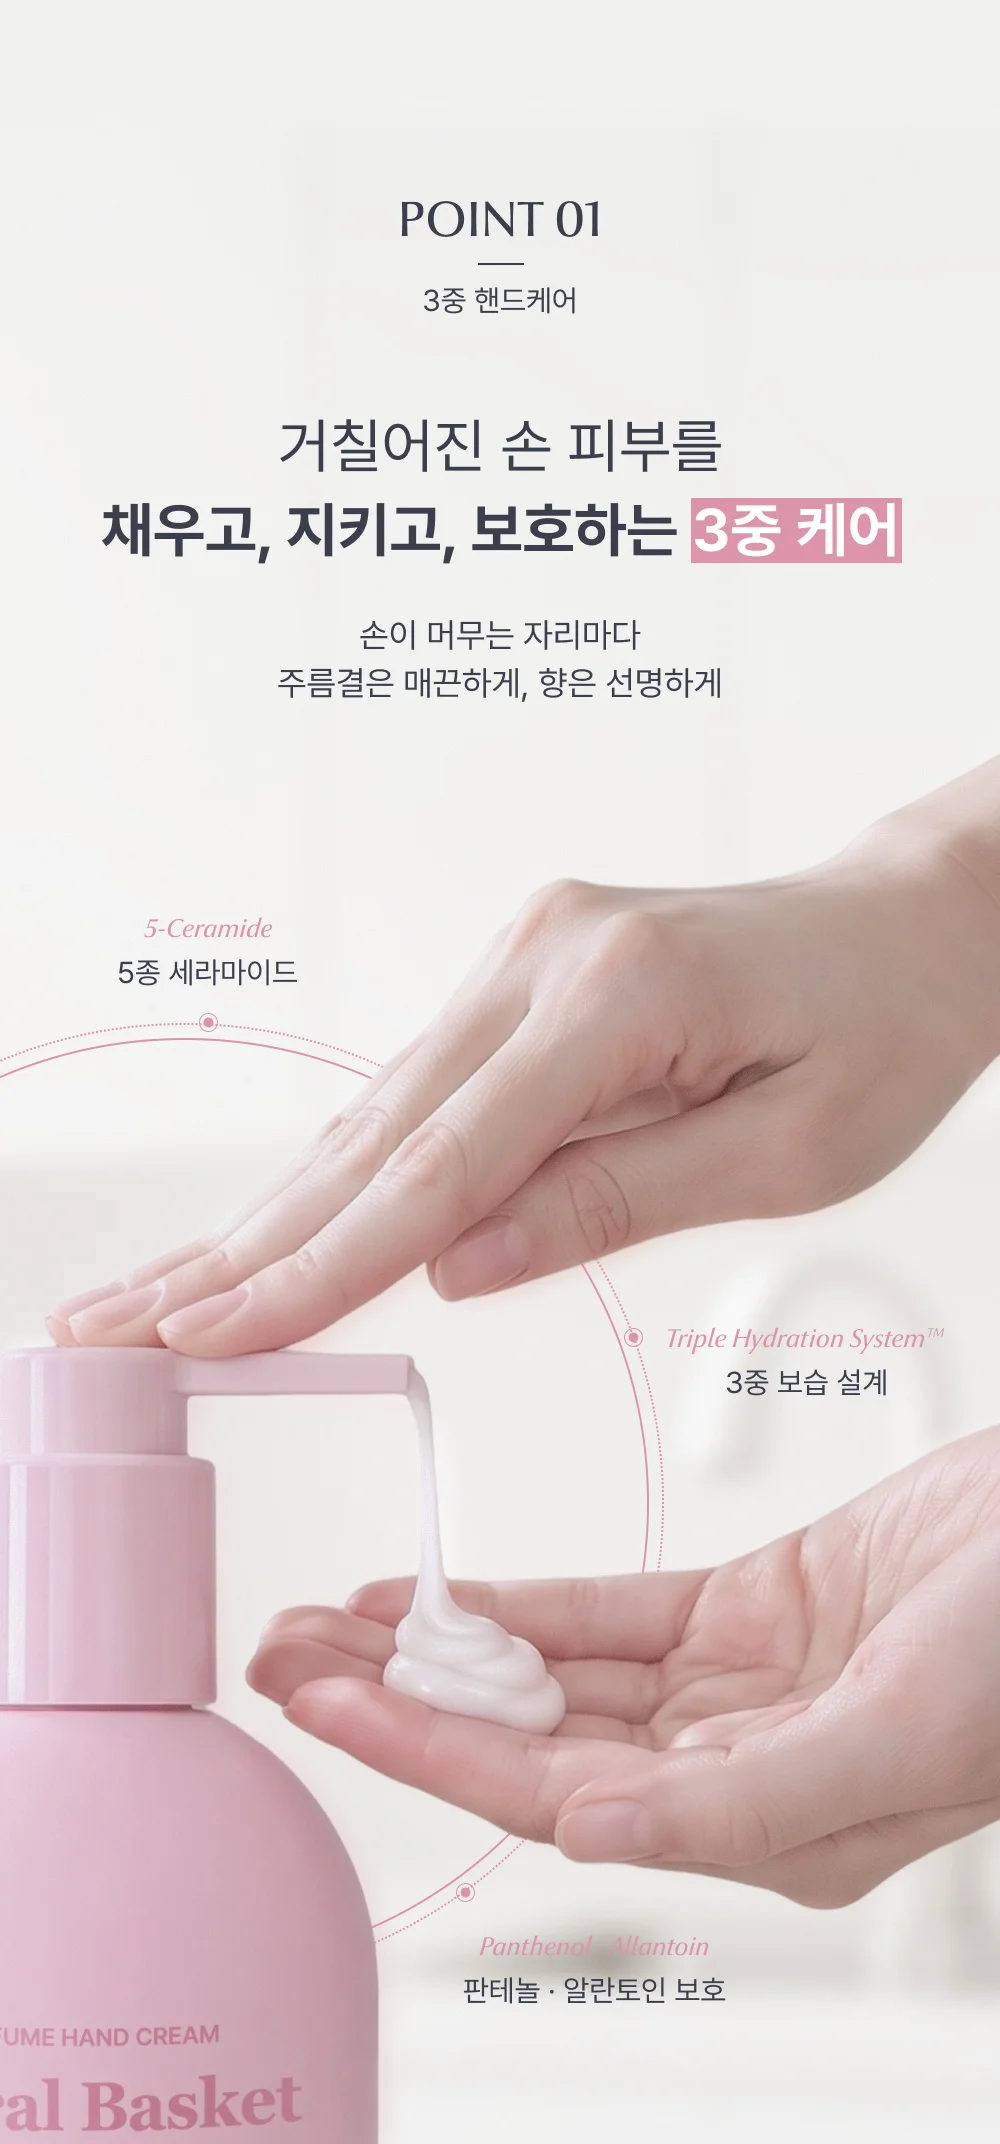 POINT 01
3중 핸드케어
거칠어진 손 피부를
채우고, 지키고, 보호하는 3중 케어
손이 머무는 자리마다
주름결은 매끈하게, 향은 선명하게
5-Ceramide
5종 세라마이드
Triple Hydration System™
3중 보습 설계
Panthenol · Allantoin
판테놀 · 알란토인 보호
FUME HAND CREAM
ral Basket